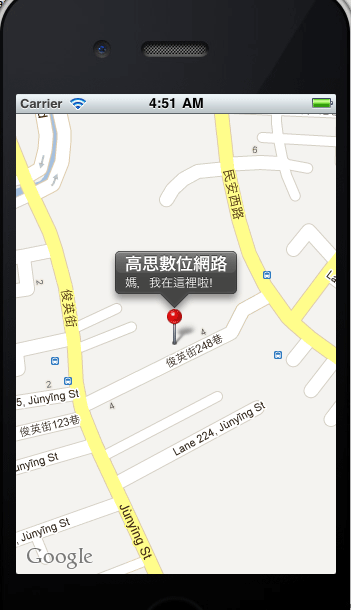 Carrier
4:51 AM
6
民安西路
高思數位網路
媽，我在這裡啦!
2
俊英街
4
俊英街248巷
2
5, Jùnyīng St
4
俊英街123巷
Lane 224, Jùnyīng St
nyīng St
Jùnyīng St
Jùnyīng St
Google